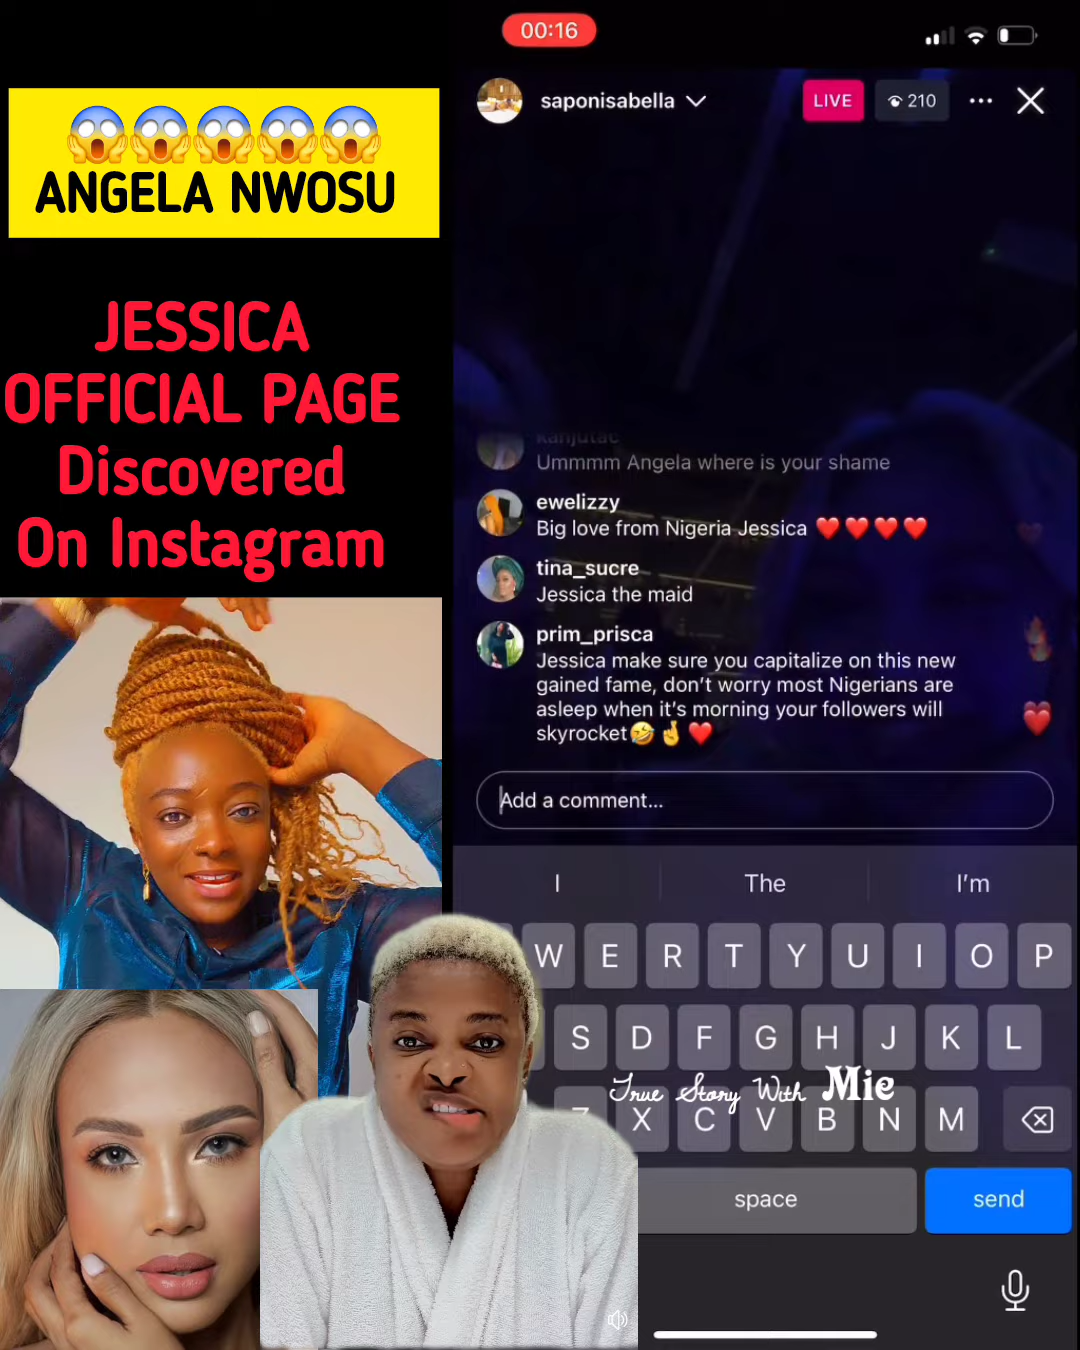 00:16
😱😱😱😱😱
ANGELA NWOSU
JESSICA
OFFICIAL PAGE
Discovered
On Instagram
saponisabella
LIVE
210
kanjutac
Ummmm Angela where is your shame
ewelizzy
Big love from Nigeria Jessica ❤️❤️❤️❤️
tina_sucre
Jessica the maid
prim_prisca
Jessica make sure you capitalize on this new
gained fame, don't worry most Nigerians are
asleep when it's morning your followers will
skyrocket🤣🤞❤️
Add a comment...
I The I'm
W E R T Y U I O P
S D F G H J K L
True Story With Mie
Z X C V B N M
space send